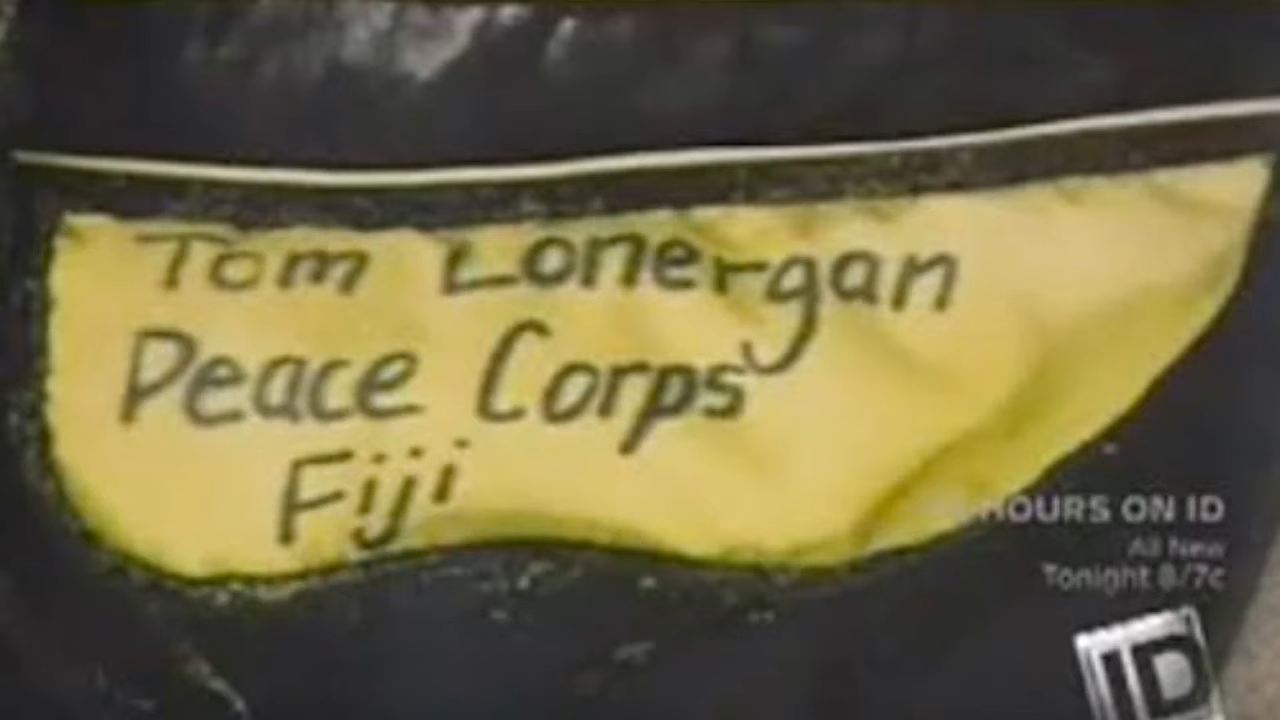 Tom Lonergan
Peace Corps
Fiji
HOURS ON ID
All New
Tonight 8/7c
ID